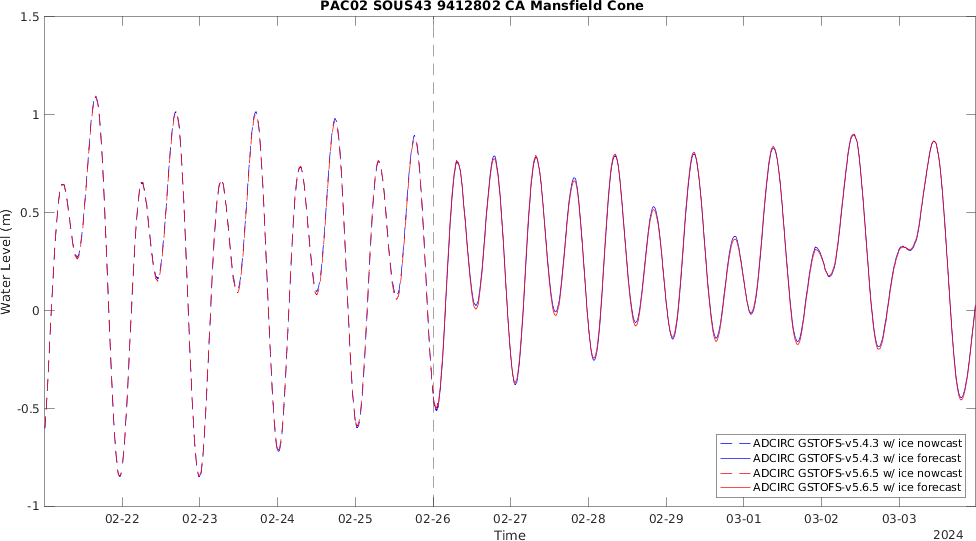 PAC02 SOUS43 9412802 CA Mansfield Cone
1.5
1
0.5
0
-0.5
-1
Water Level (m)
02-22
02-23
02-24
02-25
02-26
02-27
02-28
02-29
03-01
03-02
03-03
Time
2024
ADCIRC GSTOFS-v5.4.3 w/ ice nowcast
ADCIRC GSTOFS-v5.4.3 w/ ice forecast
ADCIRC GSTOFS-v5.6.5 w/ ice nowcast
ADCIRC GSTOFS-v5.6.5 w/ ice forecast